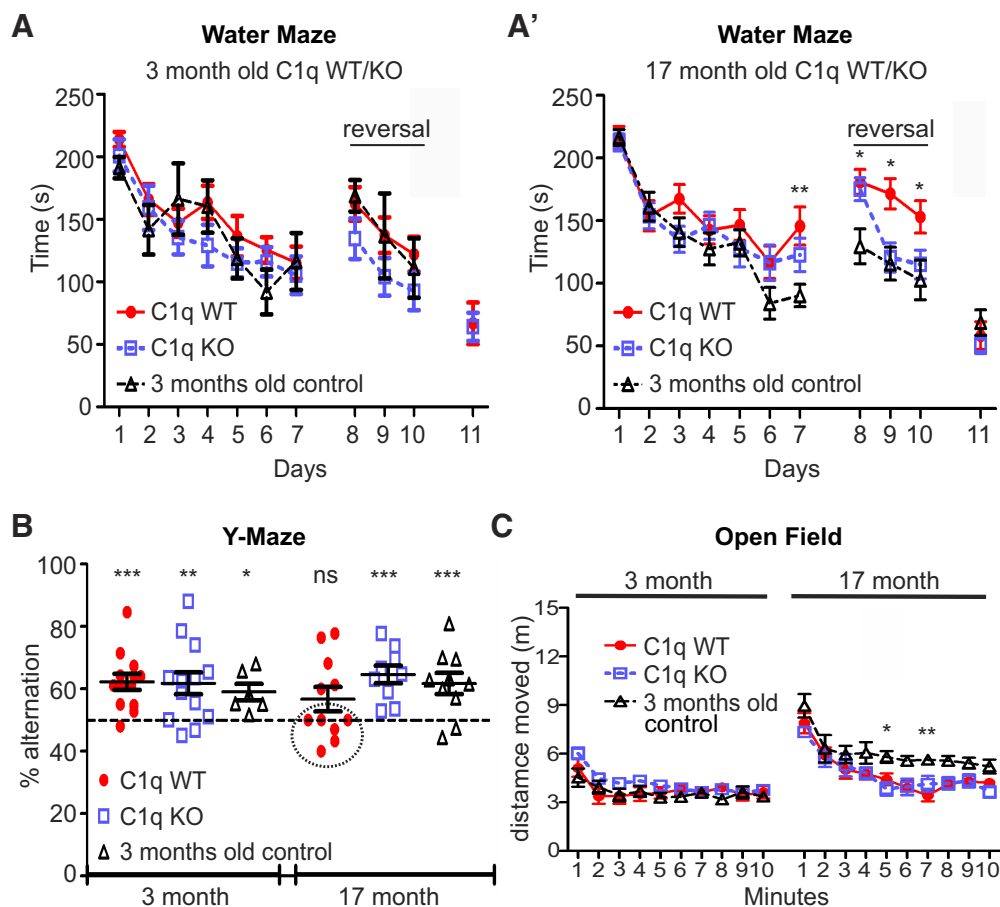 A
Water Maze
3 month old C1q WT/KO
250
200
150
100
50
0
Time (s)
reversal
C1q WT
C1q KO
3 months old control
1 2 3 4 5 6 7 8 9 10 11
Days
A'
Water Maze
17 month old C1q WT/KO
250
200
150
100
50
0
Time (s)
reversal
**
* * *
C1q WT
C1q KO
3 months old control
1 2 3 4 5 6 7 8 9 10 11
Days
B
Y-Maze
100
80
60
40
20
0
% alternation
*** ** * ns *** ***
C1q WT
C1q KO
3 months old control
3 month 17 month
C
Open Field
3 month 17 month
15
12
9
6
3
0
distamce moved (m)
C1q WT
C1q KO
3 months old
control
* **
1 2 3 4 5 6 7 8 9 10 1 2 3 4 5 6 7 8 9 10
Minutes